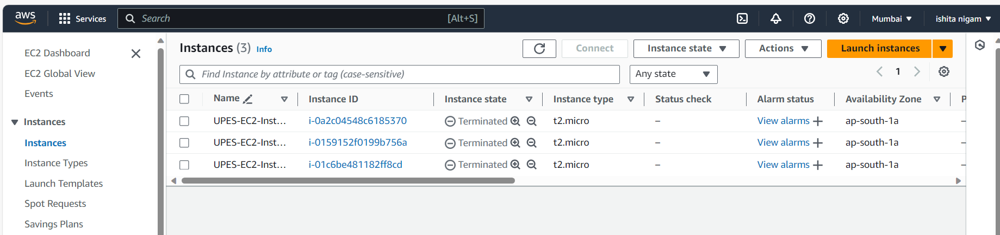 aws Services Search [Alt+S] Mumbai ishita nigam
EC2 Dashboard
EC2 Global View
Events
Instances
Instances
Instance Types
Launch Templates
Spot Requests
Savings Plans
Instances (3) Info Connect Instance state Actions Launch instances
Find Instance by attribute or tag (case-sensitive) Any state 1
Name Instance ID Instance state Instance type Status check Alarm status Availability Zone P
UPES-EC2-Inst... i-0a2c04548c6185370 Terminated t2.micro – View alarms + ap-south-1a –
UPES-EC2-Inst... i-0159152f0199b756a Terminated t2.micro – View alarms + ap-south-1a –
UPES-EC2-Inst... i-01c6be481182ff8cd Terminated t2.micro – View alarms + ap-south-1a –